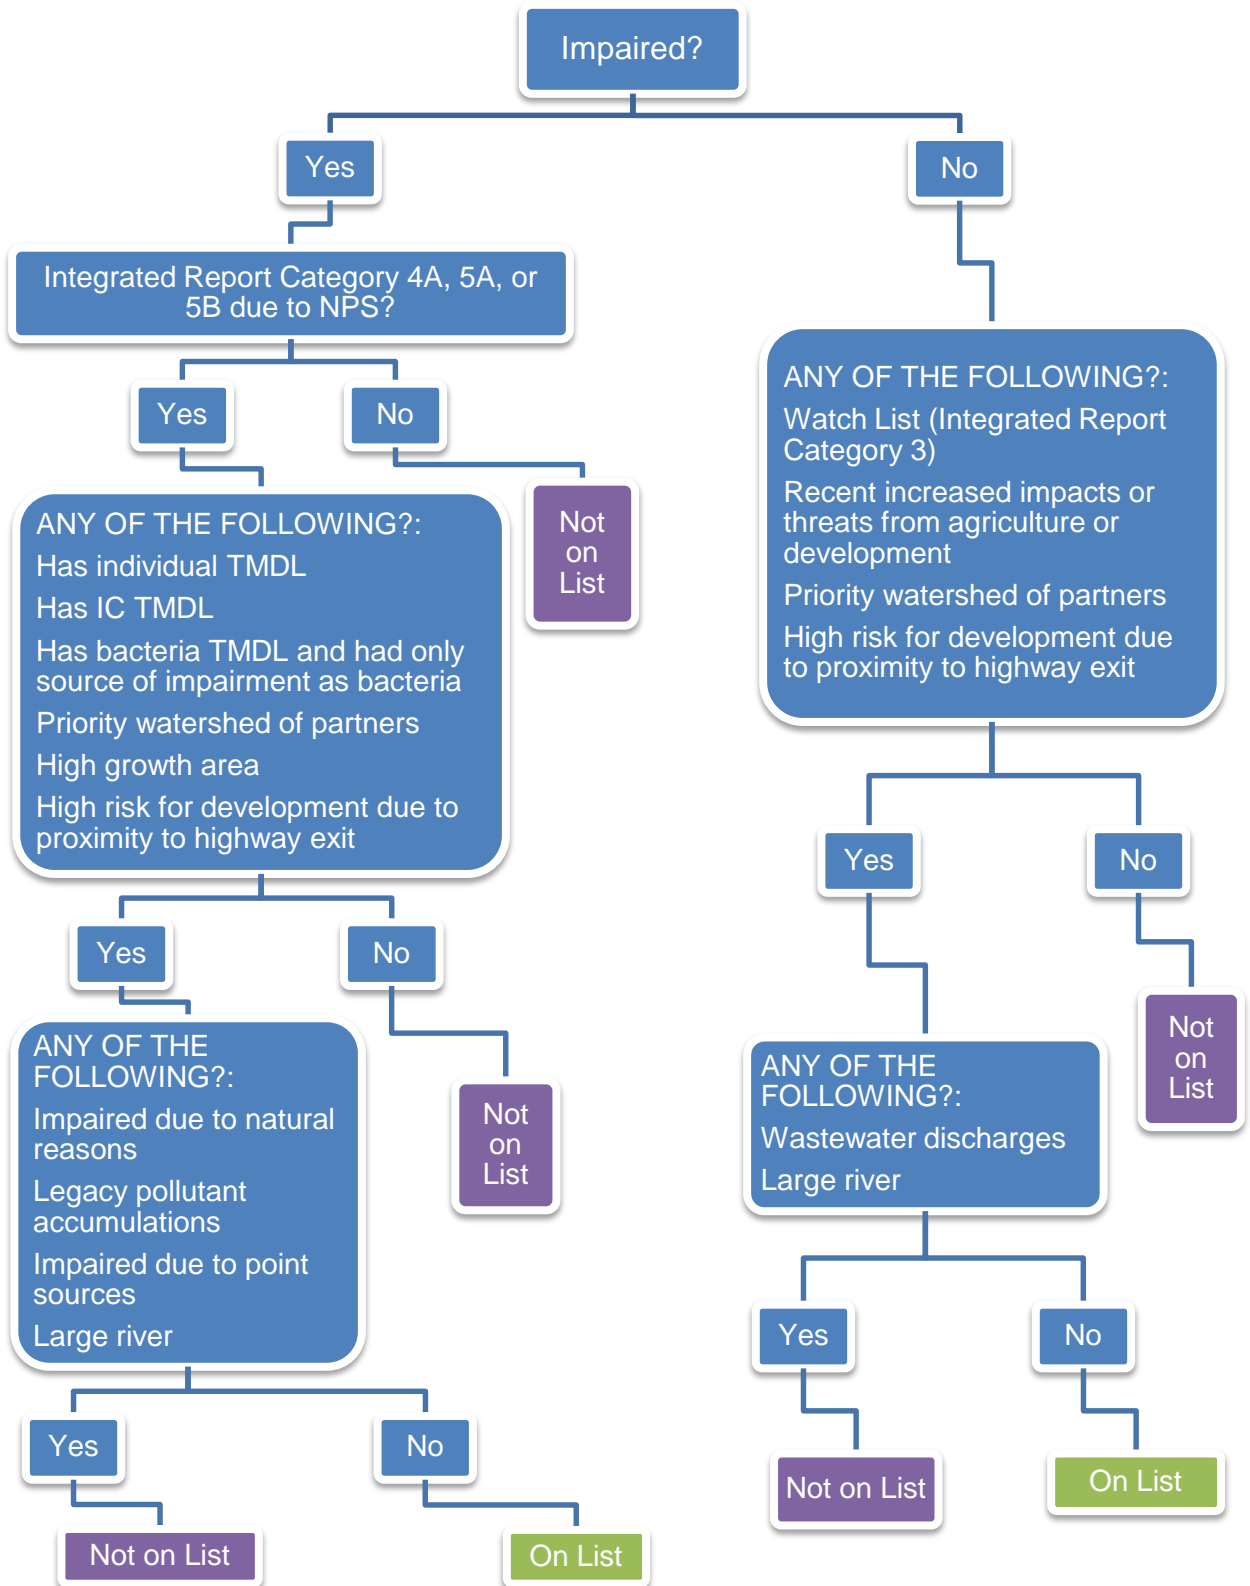 Impaired?
Yes
No
Integrated Report Category 4A, 5A, or
5B due to NPS?
Yes
No
Not
on
List
ANY OF THE FOLLOWING?:
Has individual TMDL
Has IC TMDL
Has bacteria TMDL and had only
source of impairment as bacteria
Priority watershed of partners
High growth area
High risk for development due to
proximity to highway exit
Yes
No
Not
on
List
ANY OF THE
FOLLOWING?:
Impaired due to natural
reasons
Legacy pollutant
accumulations
Impaired due to point
sources
Large river
Yes
No
Not on List
On List
ANY OF THE FOLLOWING?:
Watch List (Integrated Report
Category 3)
Recent increased impacts or
threats from agriculture or
development
Priority watershed of partners
High risk for development due
to proximity to highway exit
Yes
No
Not
on
List
ANY OF THE
FOLLOWING?:
Wastewater discharges
Large river
Yes
No
Not on List
On List